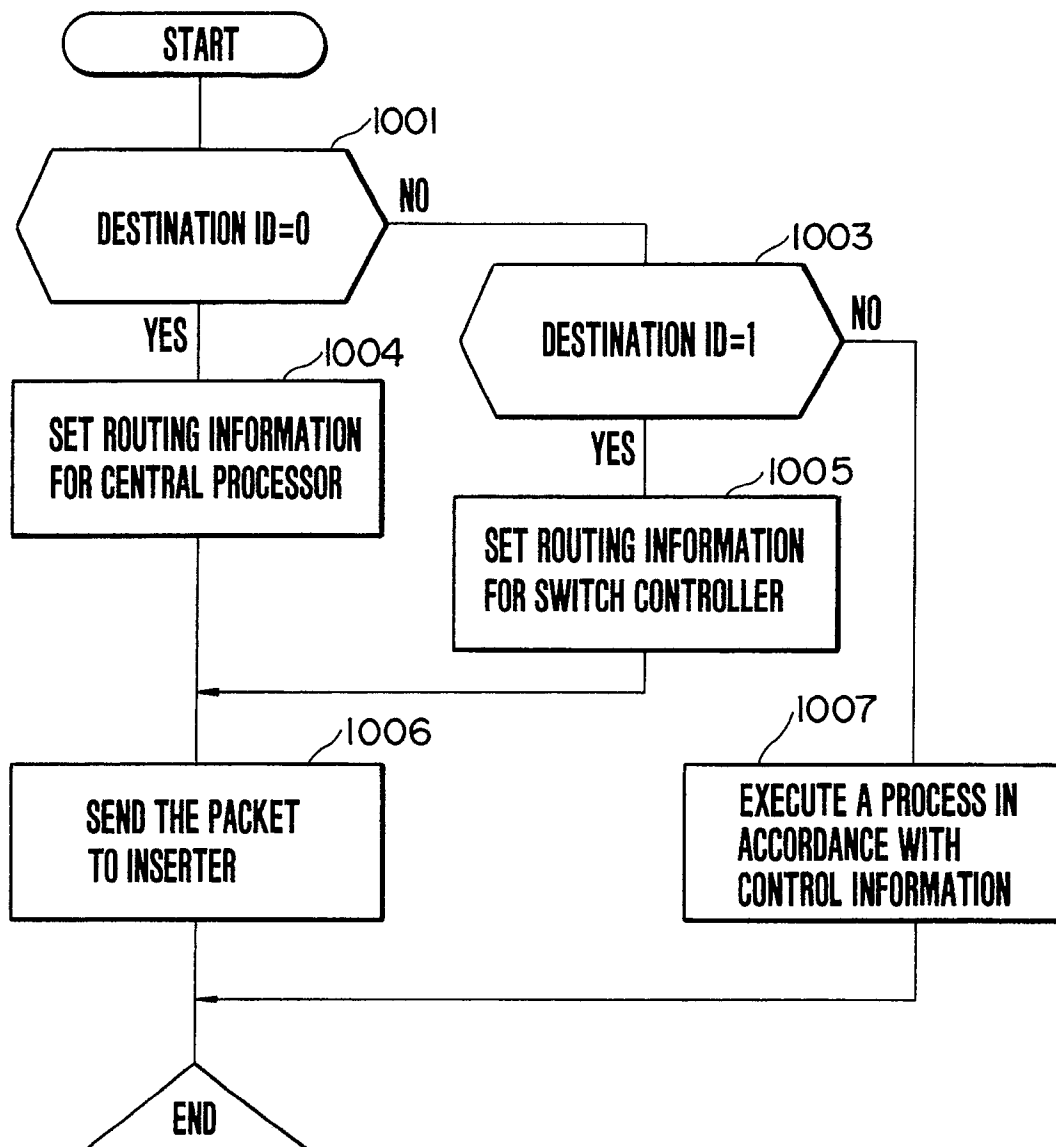 START
1001
DESTINATION ID=0
NO
YES
1003
DESTINATION ID=1
NO
YES
1004
SET ROUTING INFORMATION
FOR CENTRAL PROCESSOR
1005
SET ROUTING INFORMATION
FOR SWITCH CONTROLLER
1006
SEND THE PACKET
TO INSERTER
1007
EXECUTE A PROCESS IN
ACCORDANCE WITH
CONTROL INFORMATION
END